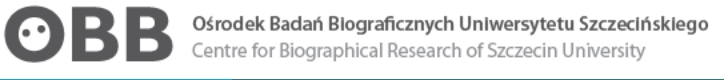 OBB
Ośrodek Badań Biograficznych Uniwersytetu Szczecińskiego
Centre for Biographical Research of Szczecin University